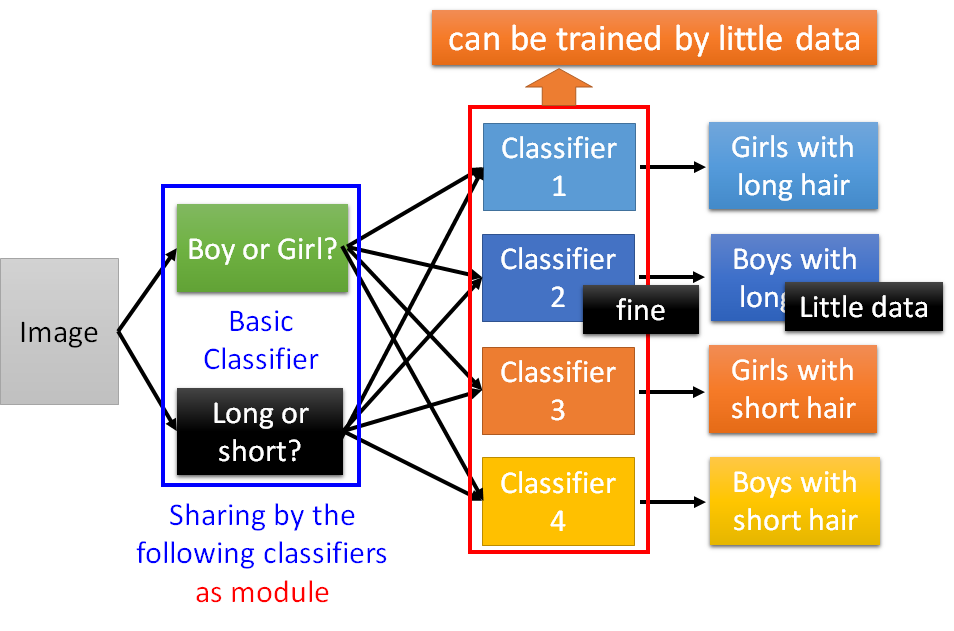 can be trained by little data
Image
Boy or Girl?
Basic
Classifier
Long or
short?
Sharing by the
following classifiers
as module
Classifier
1
Girls with
long hair
Classifier
2
fine
Boys with
Little data
Classifier
3
Girls with
short hair
Classifier
4
Boys with
short hair